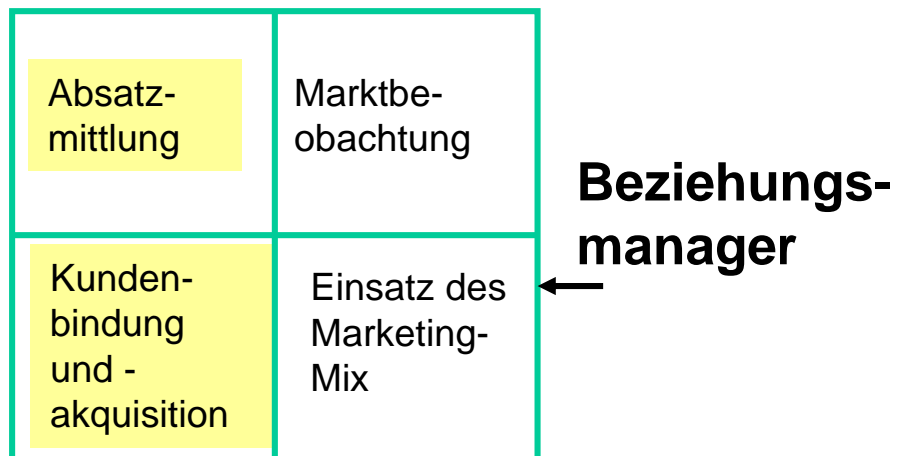 Absatz-
mittlung
Marktbe-
obachtung
Beziehungs-
manager
Kunden-
bindung
und -
akquisition
Einsatz des
Marketing-
Mix